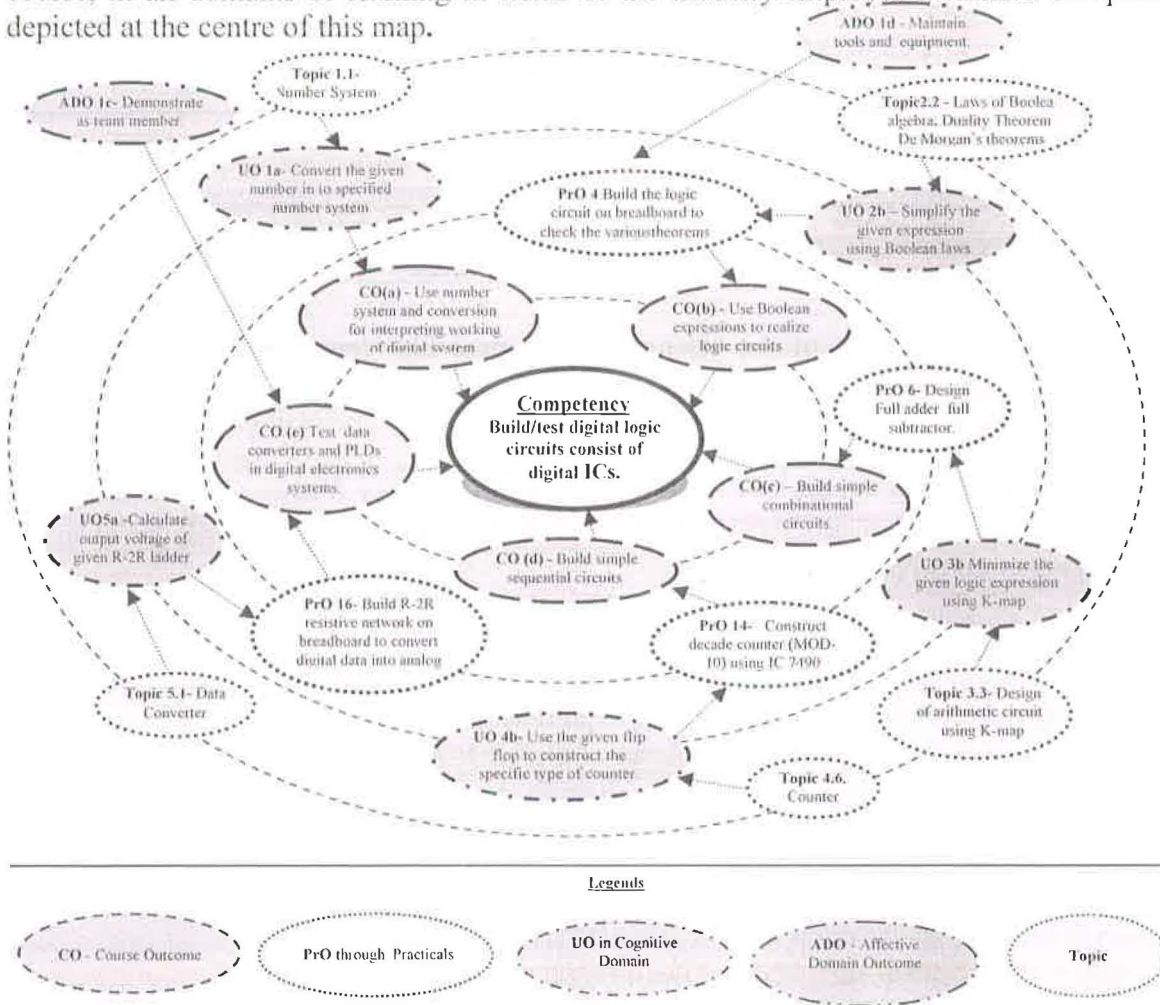 depicted at the centre of this map.
ADO 1d - Maintain
tools and equipment.
Topic 1.1-
Number System
ADO 1c- Demonstrate
as team member
Topic2.2 - Laws of Boolea
algebra, Duality Theorem
De Morgan's theorems
UO 1a- Convert the given
number in to specified
number system
PrO 4 Build the logic
circuit on breadboard to
check the varioustheorems
UO 2b – Simplify the
given expression
using Boolean laws
CO(a) - Use number
system and conversion
for interpreting working
of digital system
CO(b) - Use Boolean
expressions to realize
logic circuits
PrO 6- Design
Full adder full
subtractor.
Competency
Build/test digital logic
circuits consist of
digital ICs.
CO (e) Test data
converters and PLDs
in digital electronics
systems.
CO(c) – Build simple
combinational
circuits
UO5a -Calculate
output voltage of
given R-2R ladder
CO (d) - Build simple
sequential circuits
UO 3b Minimize the
given logic expression
using K-map
PrO 16- Build R-2R
resistive network on
breadboard to convert
digital data into analog
PrO 14- Construct
decade counter (MOD-
10) using IC 7490
Topic 5.1- Data
Converter
Topic 3.3- Design
of arithmetic circuit
using K-map
UO 4b- Use the given flip
flop to construct the
specific type of counter
Topic 4.6.
Counter
Legends
CO - Course Outcome
PrO through Practicals
UO in Cognitive
Domain
ADO - Affective
Domain Outcome
Topic